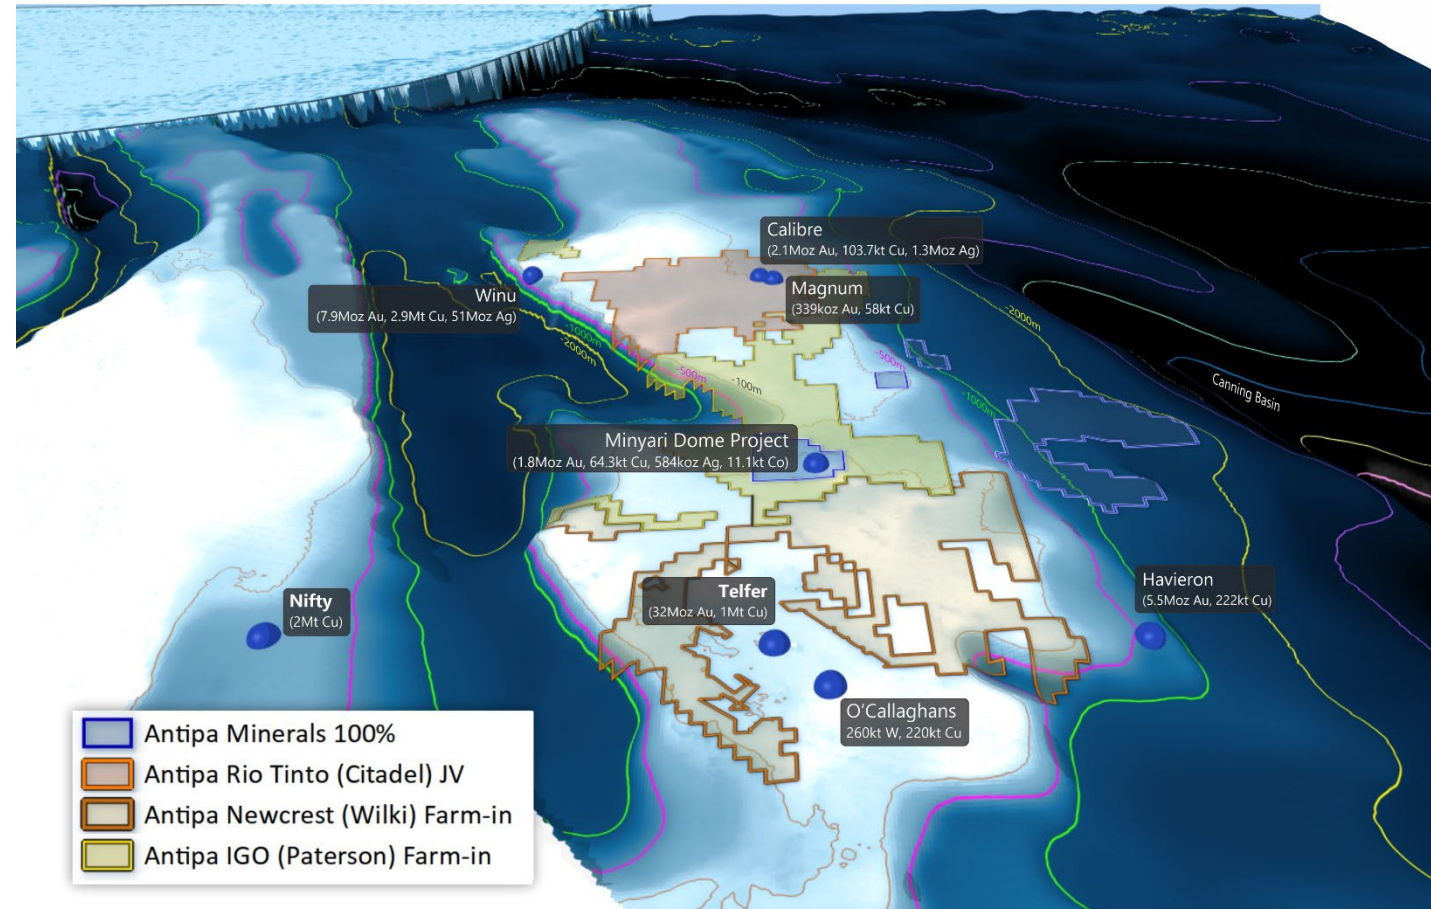 Calibre
(2.1Moz Au, 103.7kt Cu, 1.3Moz Ag)
Winu
(7.9Moz Au, 2.9Mt Cu, 51Moz Ag)
Magnum
(339koz Au, 58kt Cu)
-1000m
-2000m
-500m
-100m
-2000m
-500m
-1000m
Canning Basin
Minyari Dome Project
(1.8Moz Au, 64.3kt Cu, 584koz Ag, 11.1kt Co)
Nifty
(2Mt Cu)
Telfer
(32Moz Au, 1Mt Cu)
Havieron
(5.5Moz Au, 222kt Cu)
O'Callaghans
260kt W, 220kt Cu
Antipa Minerals 100%
Antipa Rio Tinto (Citadel) JV
Antipa Newcrest (Wilki) Farm-in
Antipa IGO (Paterson) Farm-in